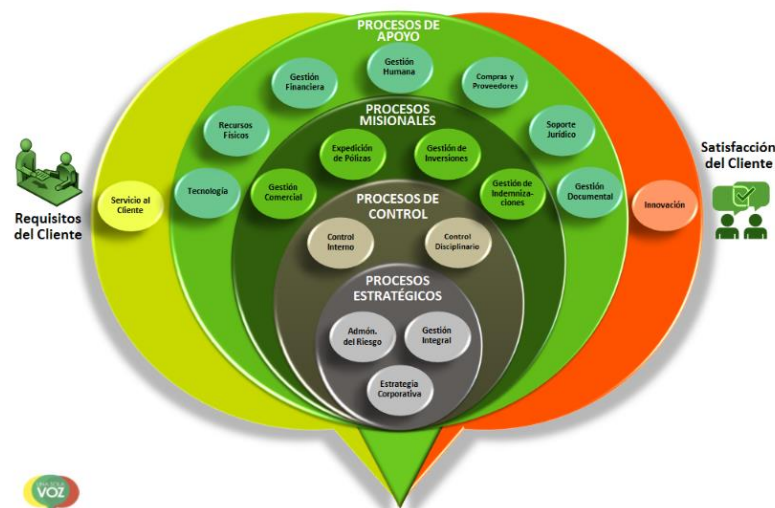 PROCESOS DE
APOYO
Gestión
Humana
Gestión
Financiera
Compras y
Proveedores
Recursos
Físicos
Soporte
Jurídico
Tecnología
Gestión
Documental
PROCESOS
MISIONALES
Expedición
de Pólizas
Gestión de
Inversiones
Gestión
Comercial
Gestión de
Indemniza-
ciones
PROCESOS
DE CONTROL
Control
Interno
Control
Disciplinario
PROCESOS
ESTRATÉGICOS
Admón.
del Riesgo
Gestión
Integral
Estrategia
Corporativa
Requisitos
del Cliente
Servicio al
Cliente
Innovación
Satisfacción
del Cliente
UNA SOLA
VOZ